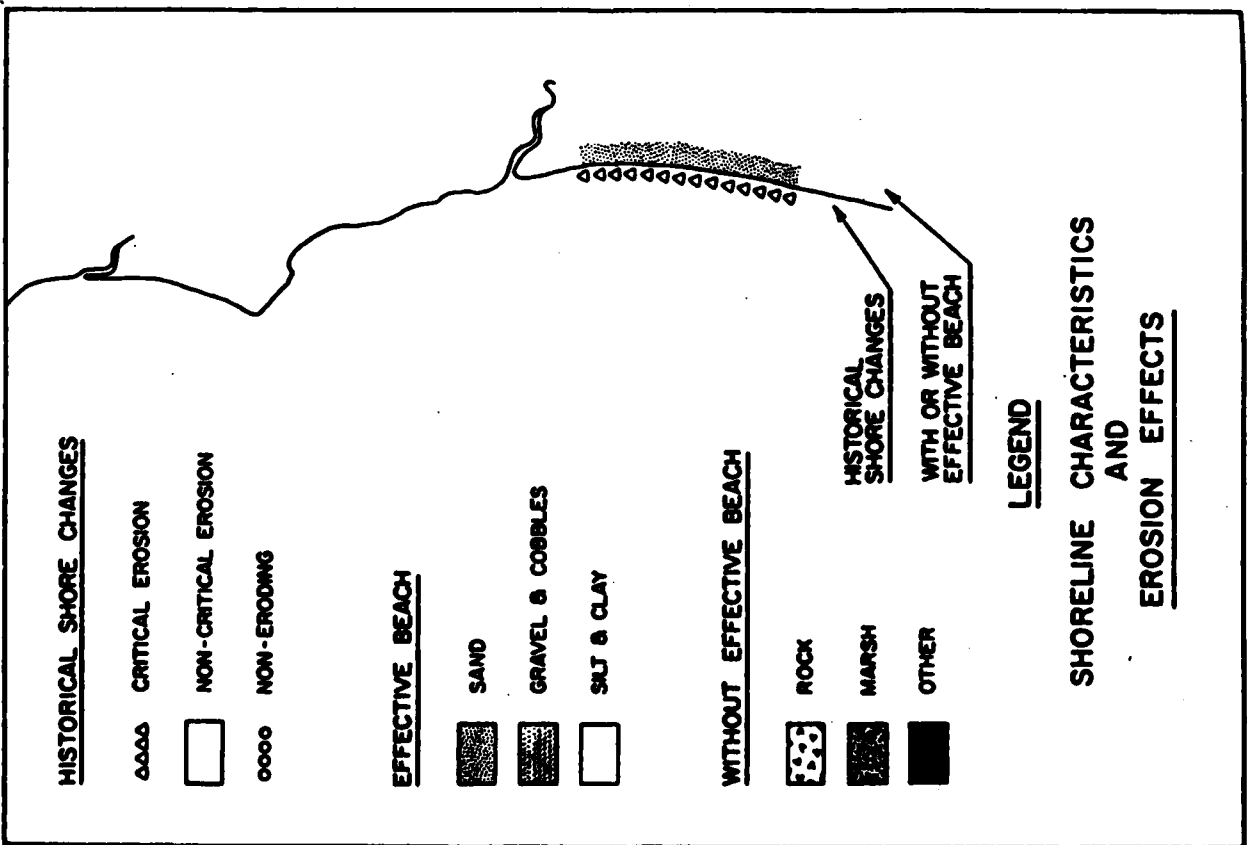 HISTORICAL SHORE CHANGES
CRITICAL EROSION
NON-CRITICAL EROSION
NON-ERODING
EFFECTIVE BEACH
SAND
GRAVEL & COBBLES
SILT & CLAY
WITHOUT EFFECTIVE BEACH
ROCK
MARSH
OTHER
HISTORICAL
SHORE CHANGES
WITH OR WITHOUT
EFFECTIVE BEACH
LEGEND
SHORELINE CHARACTERISTICS
AND
EROSION EFFECTS